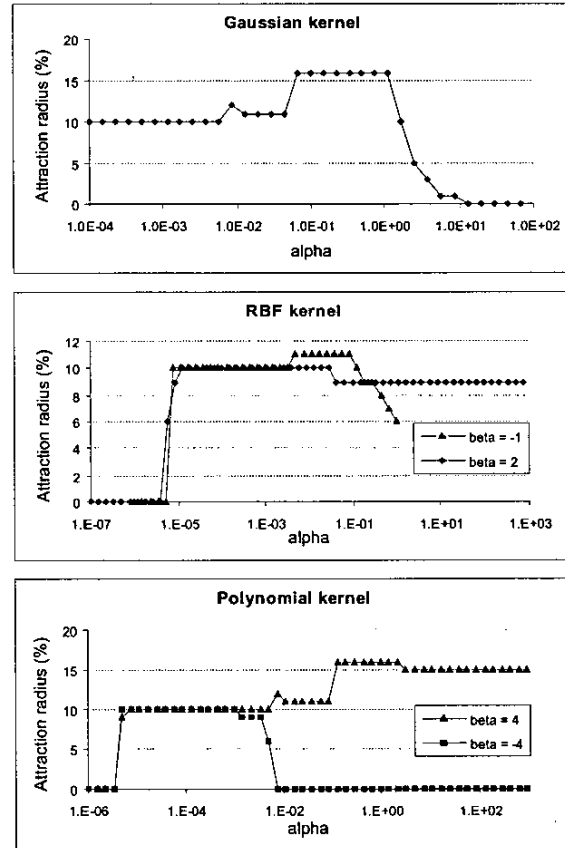 Gaussian kernel
Attraction radius (%)
20
15
10
5
0
1.0E-04 1.0E-03 1.0E-02 1.0E-01 1.0E+00 1.0E+01 1.0E+02
alpha
RBF kernel
Attraction radius (%)
12
10
8
6
4
2
0
beta = -1
beta = 2
1.E-07 1.E-05 1.E-03 1.E-01 1.E+01 1.E+03
alpha
Polynomial kernel
Attraction radius (%)
20
15
10
5
0
beta = 4
beta = -4
1.E-06 1.E-04 1.E-02 1.E+00 1.E+02
alpha